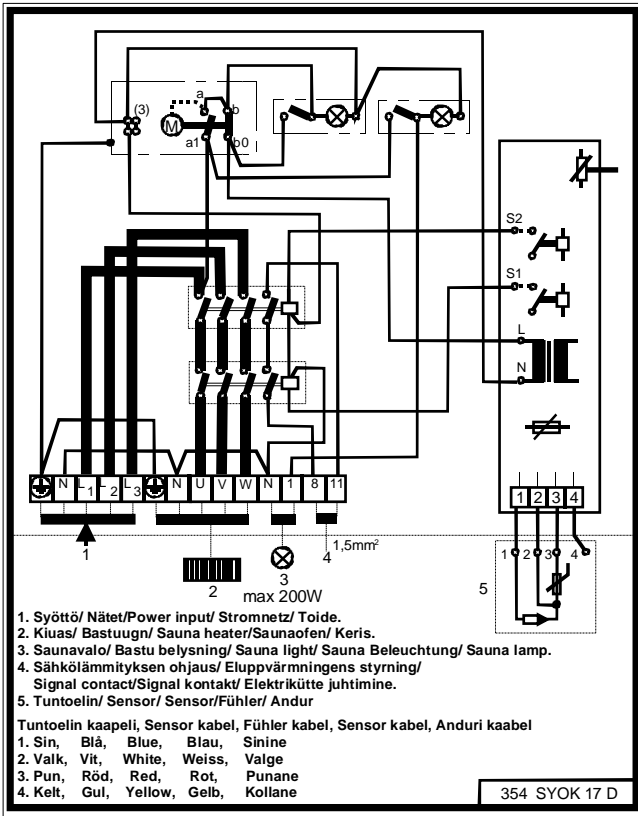 (3)
a
b
M
a1
b0
S2
S1
L
N
N L1 L2 L3 N U V W N 1 8 11
1 2 3 4
1
2
3
4
1,5mm²
max 200W
1 2 3 4
5
1. Syöttö/ Nätet/Power input/ Stromnetz/ Toide.
2. Kiuas/ Bastuugn/ Sauna heater/Saunaofen/ Keris.
3. Saunavalo/ Bastu belysning/ Sauna light/ Sauna Beleuchtung/ Sauna lamp.
4. Sähkölämmityksen ohjaus/ Eluppvärmningens styrning/
Signal contact/Signal kontakt/ Elektrikütte juhtimine.
5. Tuntoelin/ Sensor/ Sensor/Fühler/ Andur
Tuntoelin kaapeli, Sensor kabel, Fühler kabel, Sensor kabel, Anduri kaabel
1. Sin, Blå, Blue, Blau, Sinine
2. Valk, Vit, White, Weiss, Valge
3. Pun, Röd, Red, Rot, Punane
4. Kelt, Gul, Yellow, Gelb, Kollane
354 SYOK 17 D